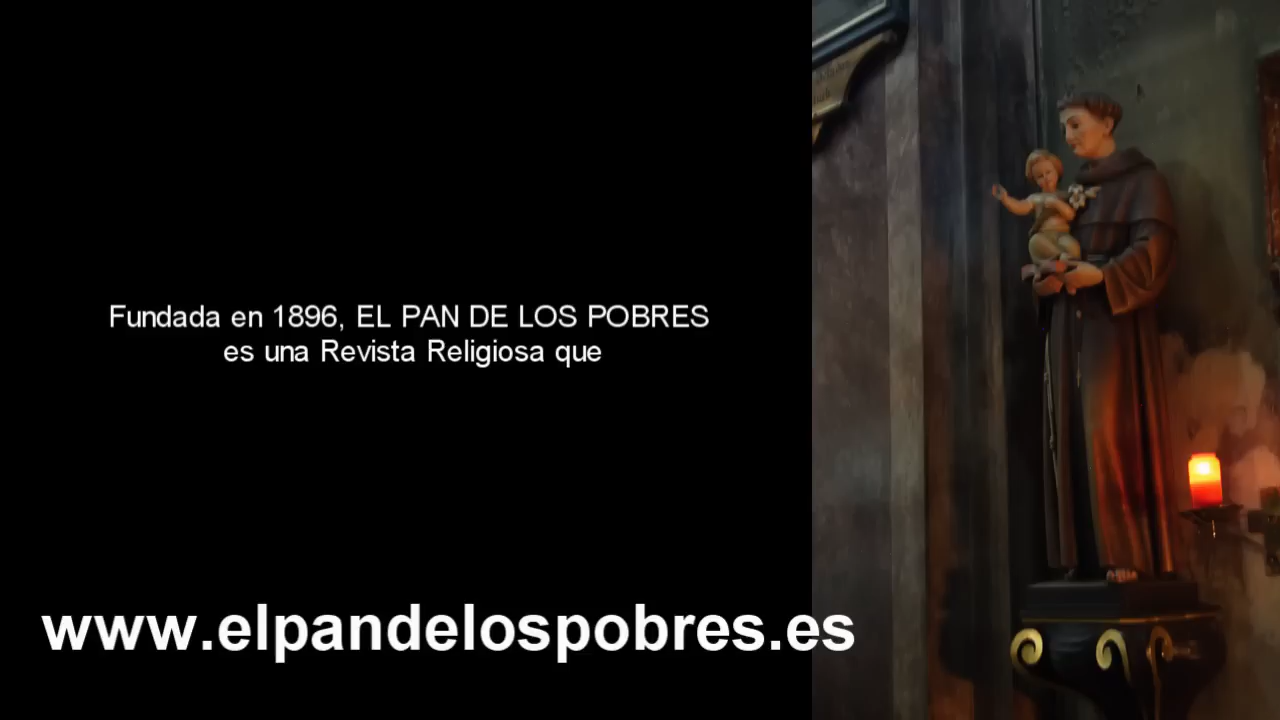 Fundada en 1896, EL PAN DE LOS POBRES
es una Revista Religiosa que
www.elpandelospobres.es